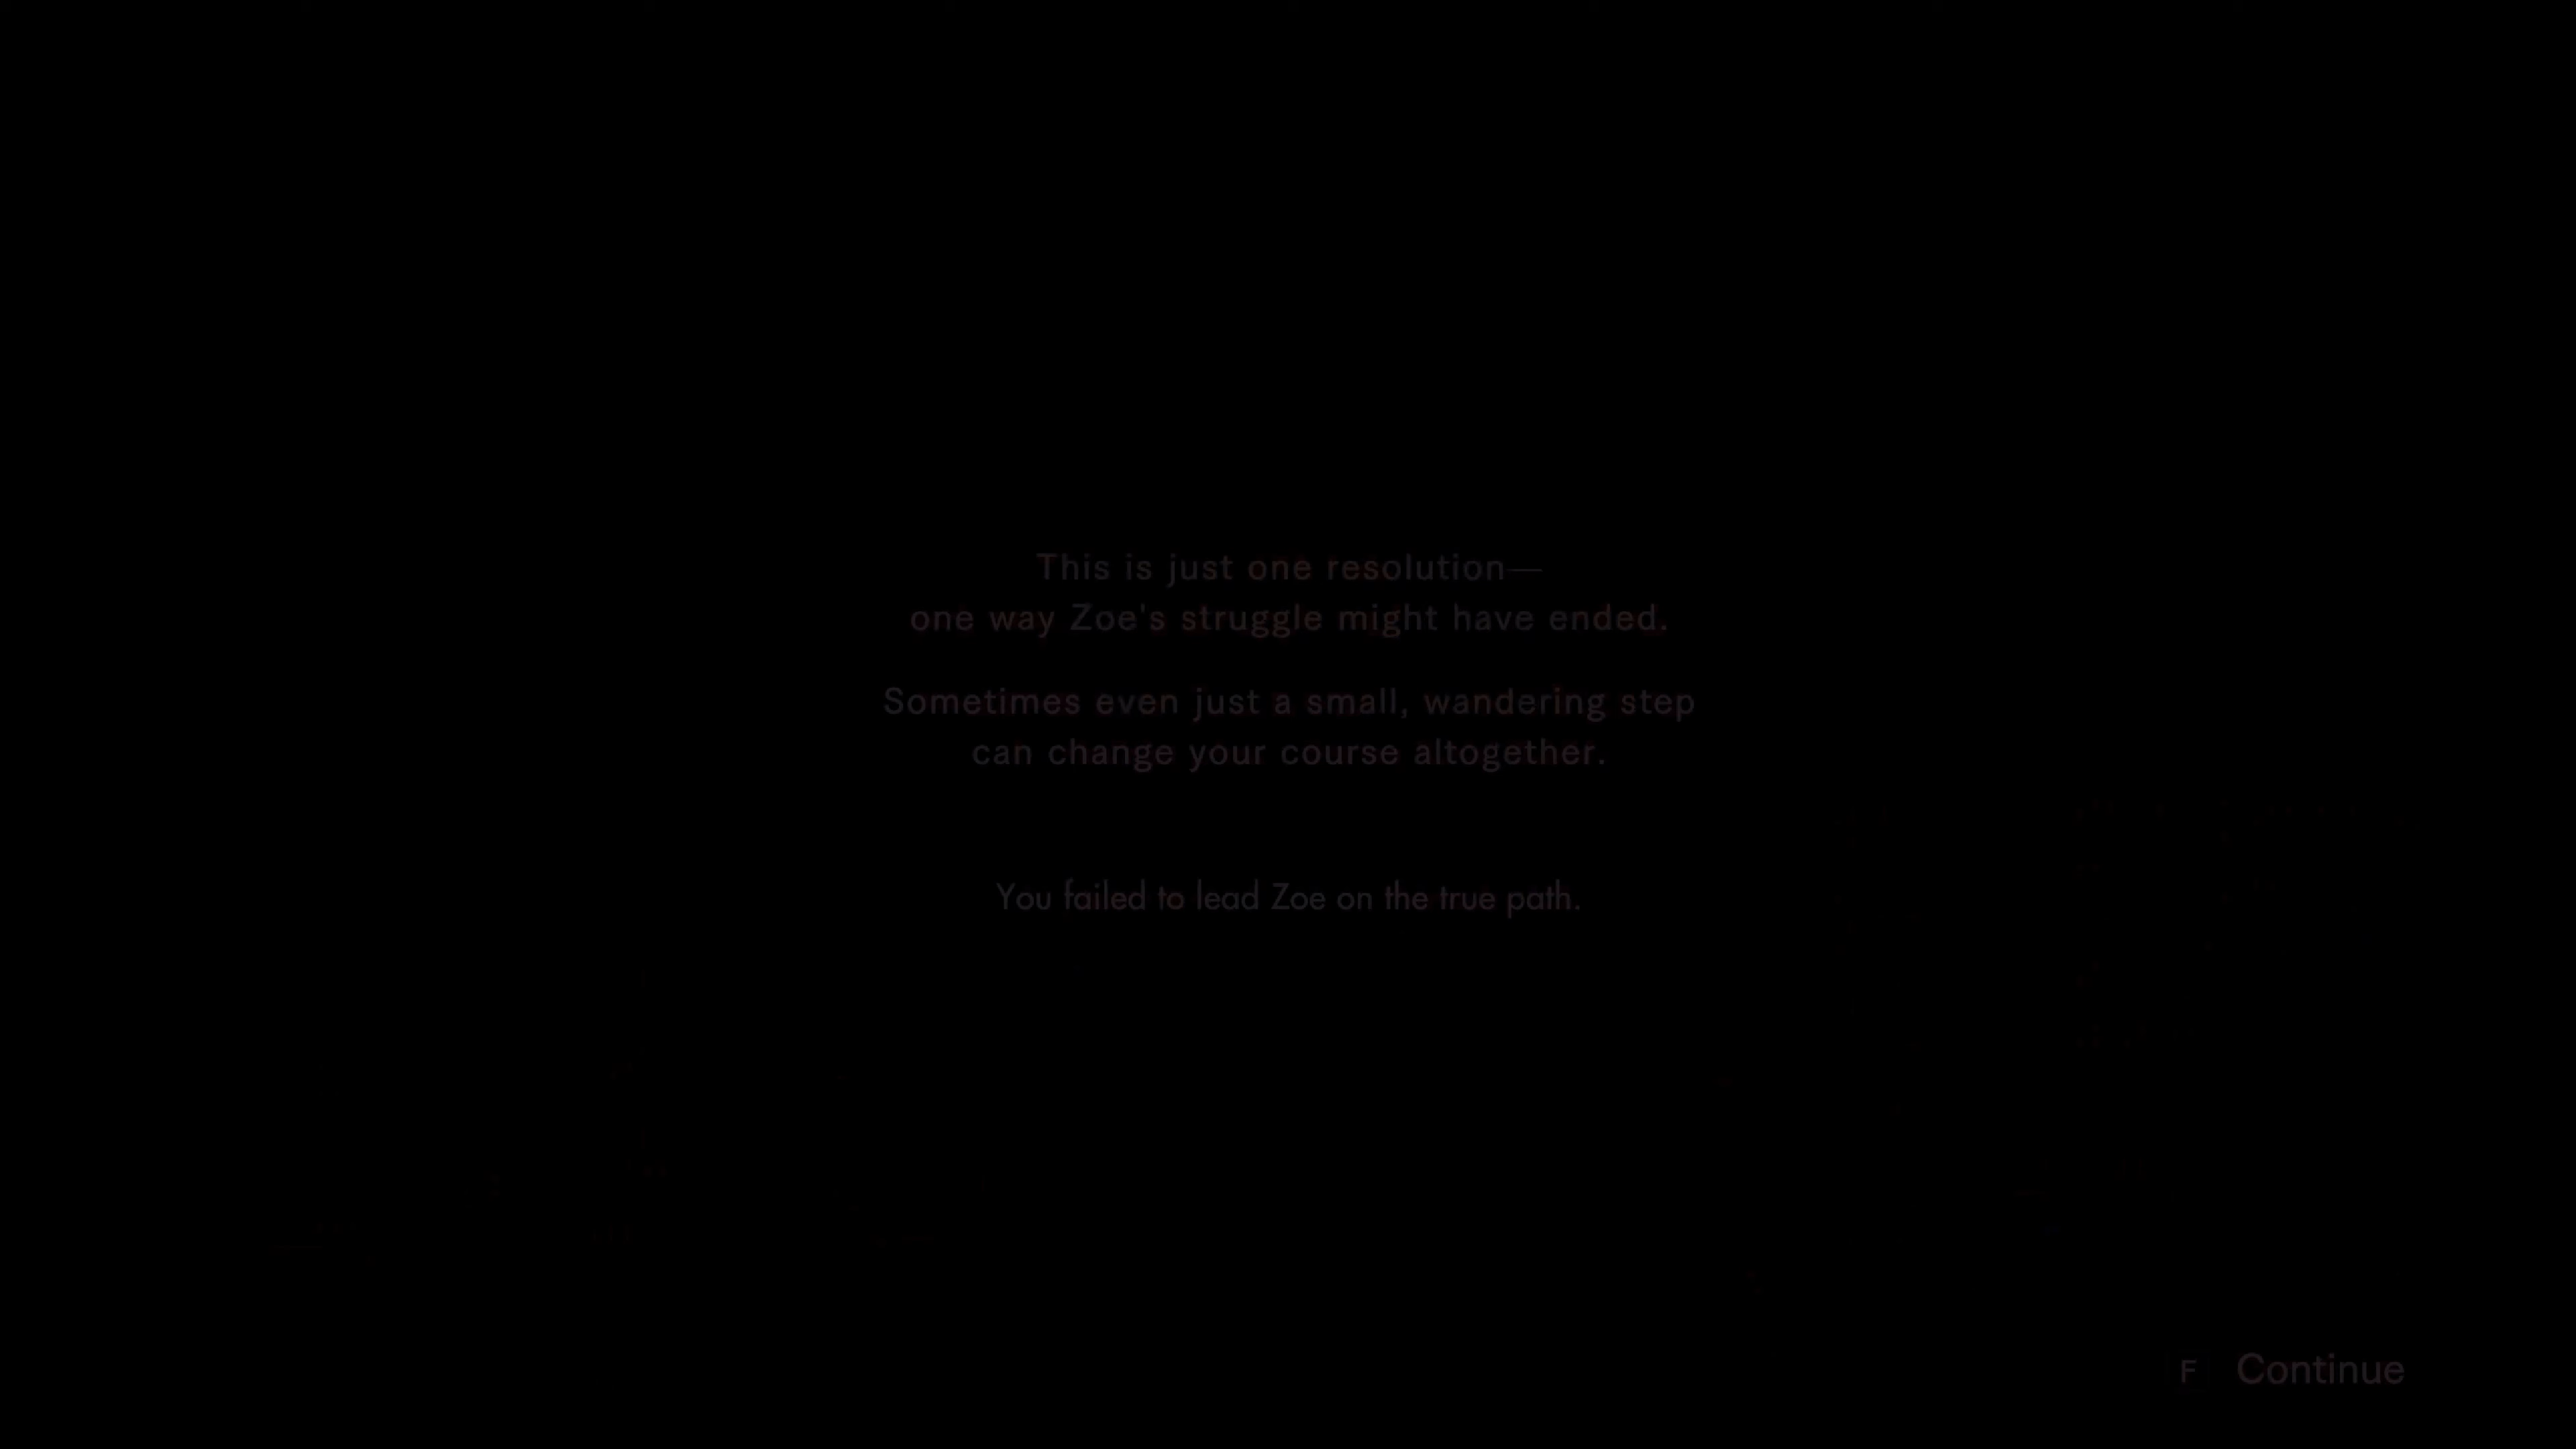 This is just one resolution—
one way Zoe's struggle might have ended.
Sometimes even just a small, wandering step
can change your course altogether.
You failed to lead Zoe on the true path.
F Continue